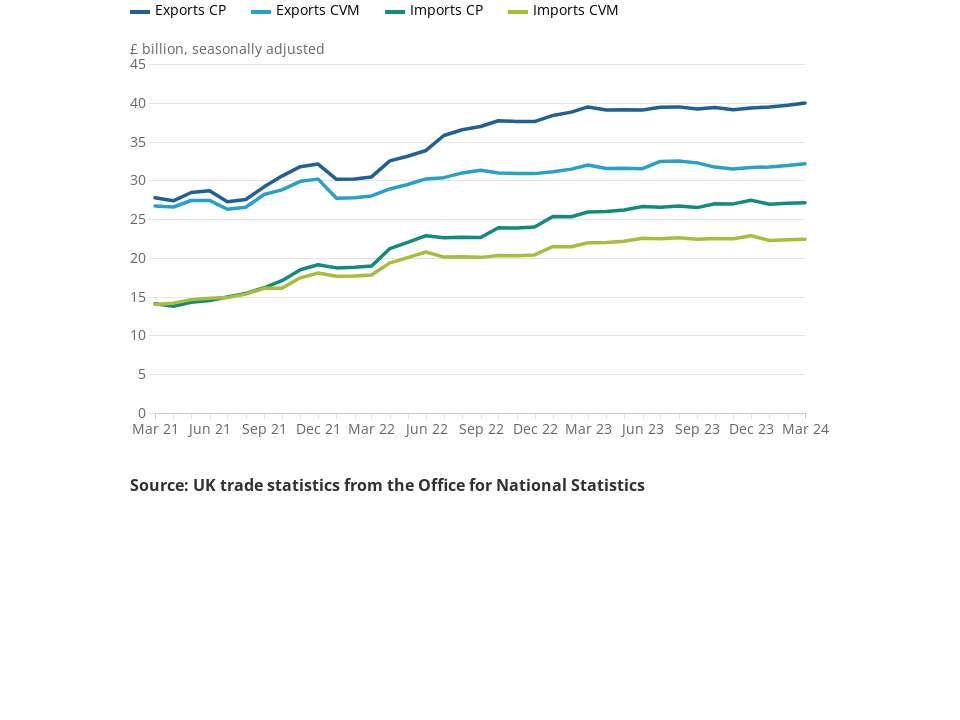 Exports CP Exports CVM Imports CP Imports CVM
£ billion, seasonally adjusted
45
40
35
30
25
20
15
10
5
0
Mar 21 Jun 21 Sep 21 Dec 21 Mar 22 Jun 22 Sep 22 Dec 22 Mar 23 Jun 23 Sep 23 Dec 23 Mar 24
Source: UK trade statistics from the Office for National Statistics